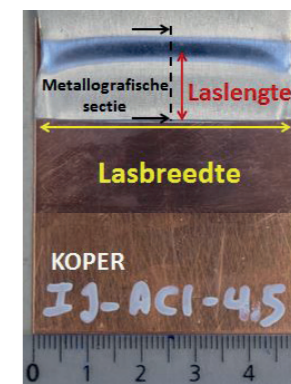 Metallografische
sectie
Laslengte
Lasbreedte
KOPER
IJ-AC1-4,5
0 1 2 3 4